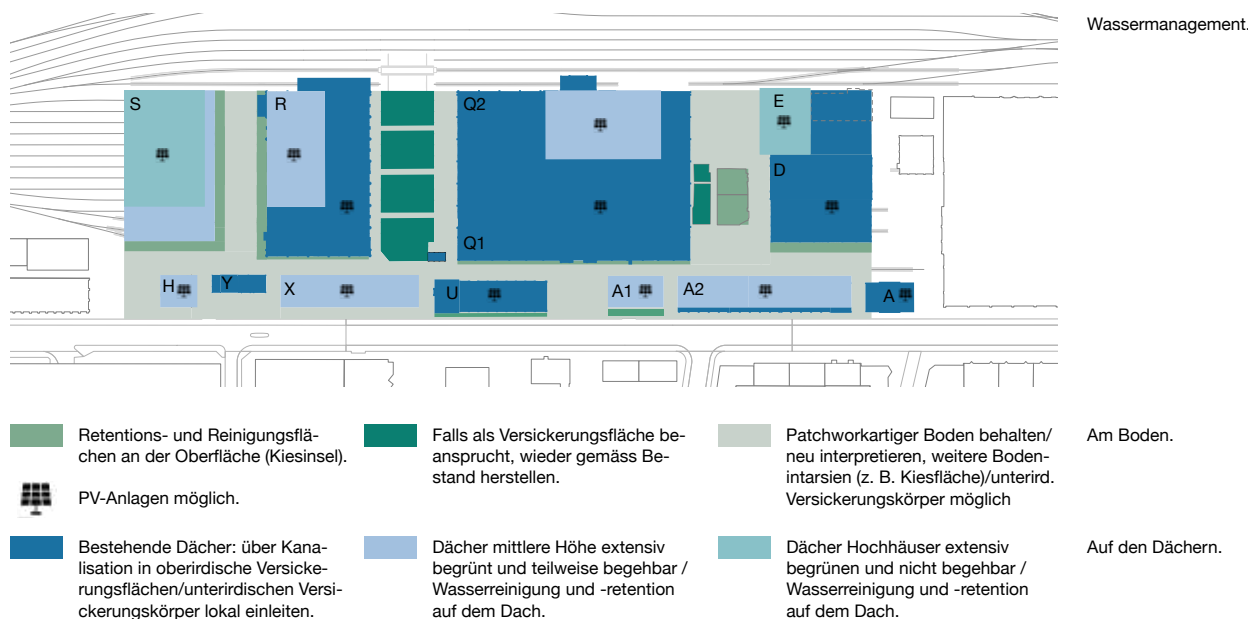 Wassermanagement.
S
R
Q2
E
D
Q1
H
Y
X
U
A1
A2
A
Retentions- und Reinigungsflä-
chen an der Oberfläche (Kiesinsel).
Falls als Versickerungsfläche be-
ansprucht, wieder gemäss Be-
stand herstellen.
Patchworkartiger Boden behalten/
neu interpretieren, weitere Boden-
intarsien (z. B. Kiesfläche)/unterird.
Versickerungskörper möglich
Am Boden.
PV-Anlagen möglich.
Bestehende Dächer: über Kana-
lisation in oberirdische Versicke-
rungsflächen/unterirdischen Versi-
ckerungskörper lokal einleiten.
Dächer mittlere Höhe extensiv
begrünt und teilweise begehbar /
Wasserreinigung und -retention
auf dem Dach.
Dächer Hochhäuser extensiv
begrünen und nicht begehbar /
Wasserreinigung und -retention
auf dem Dach.
Auf den Dächern.